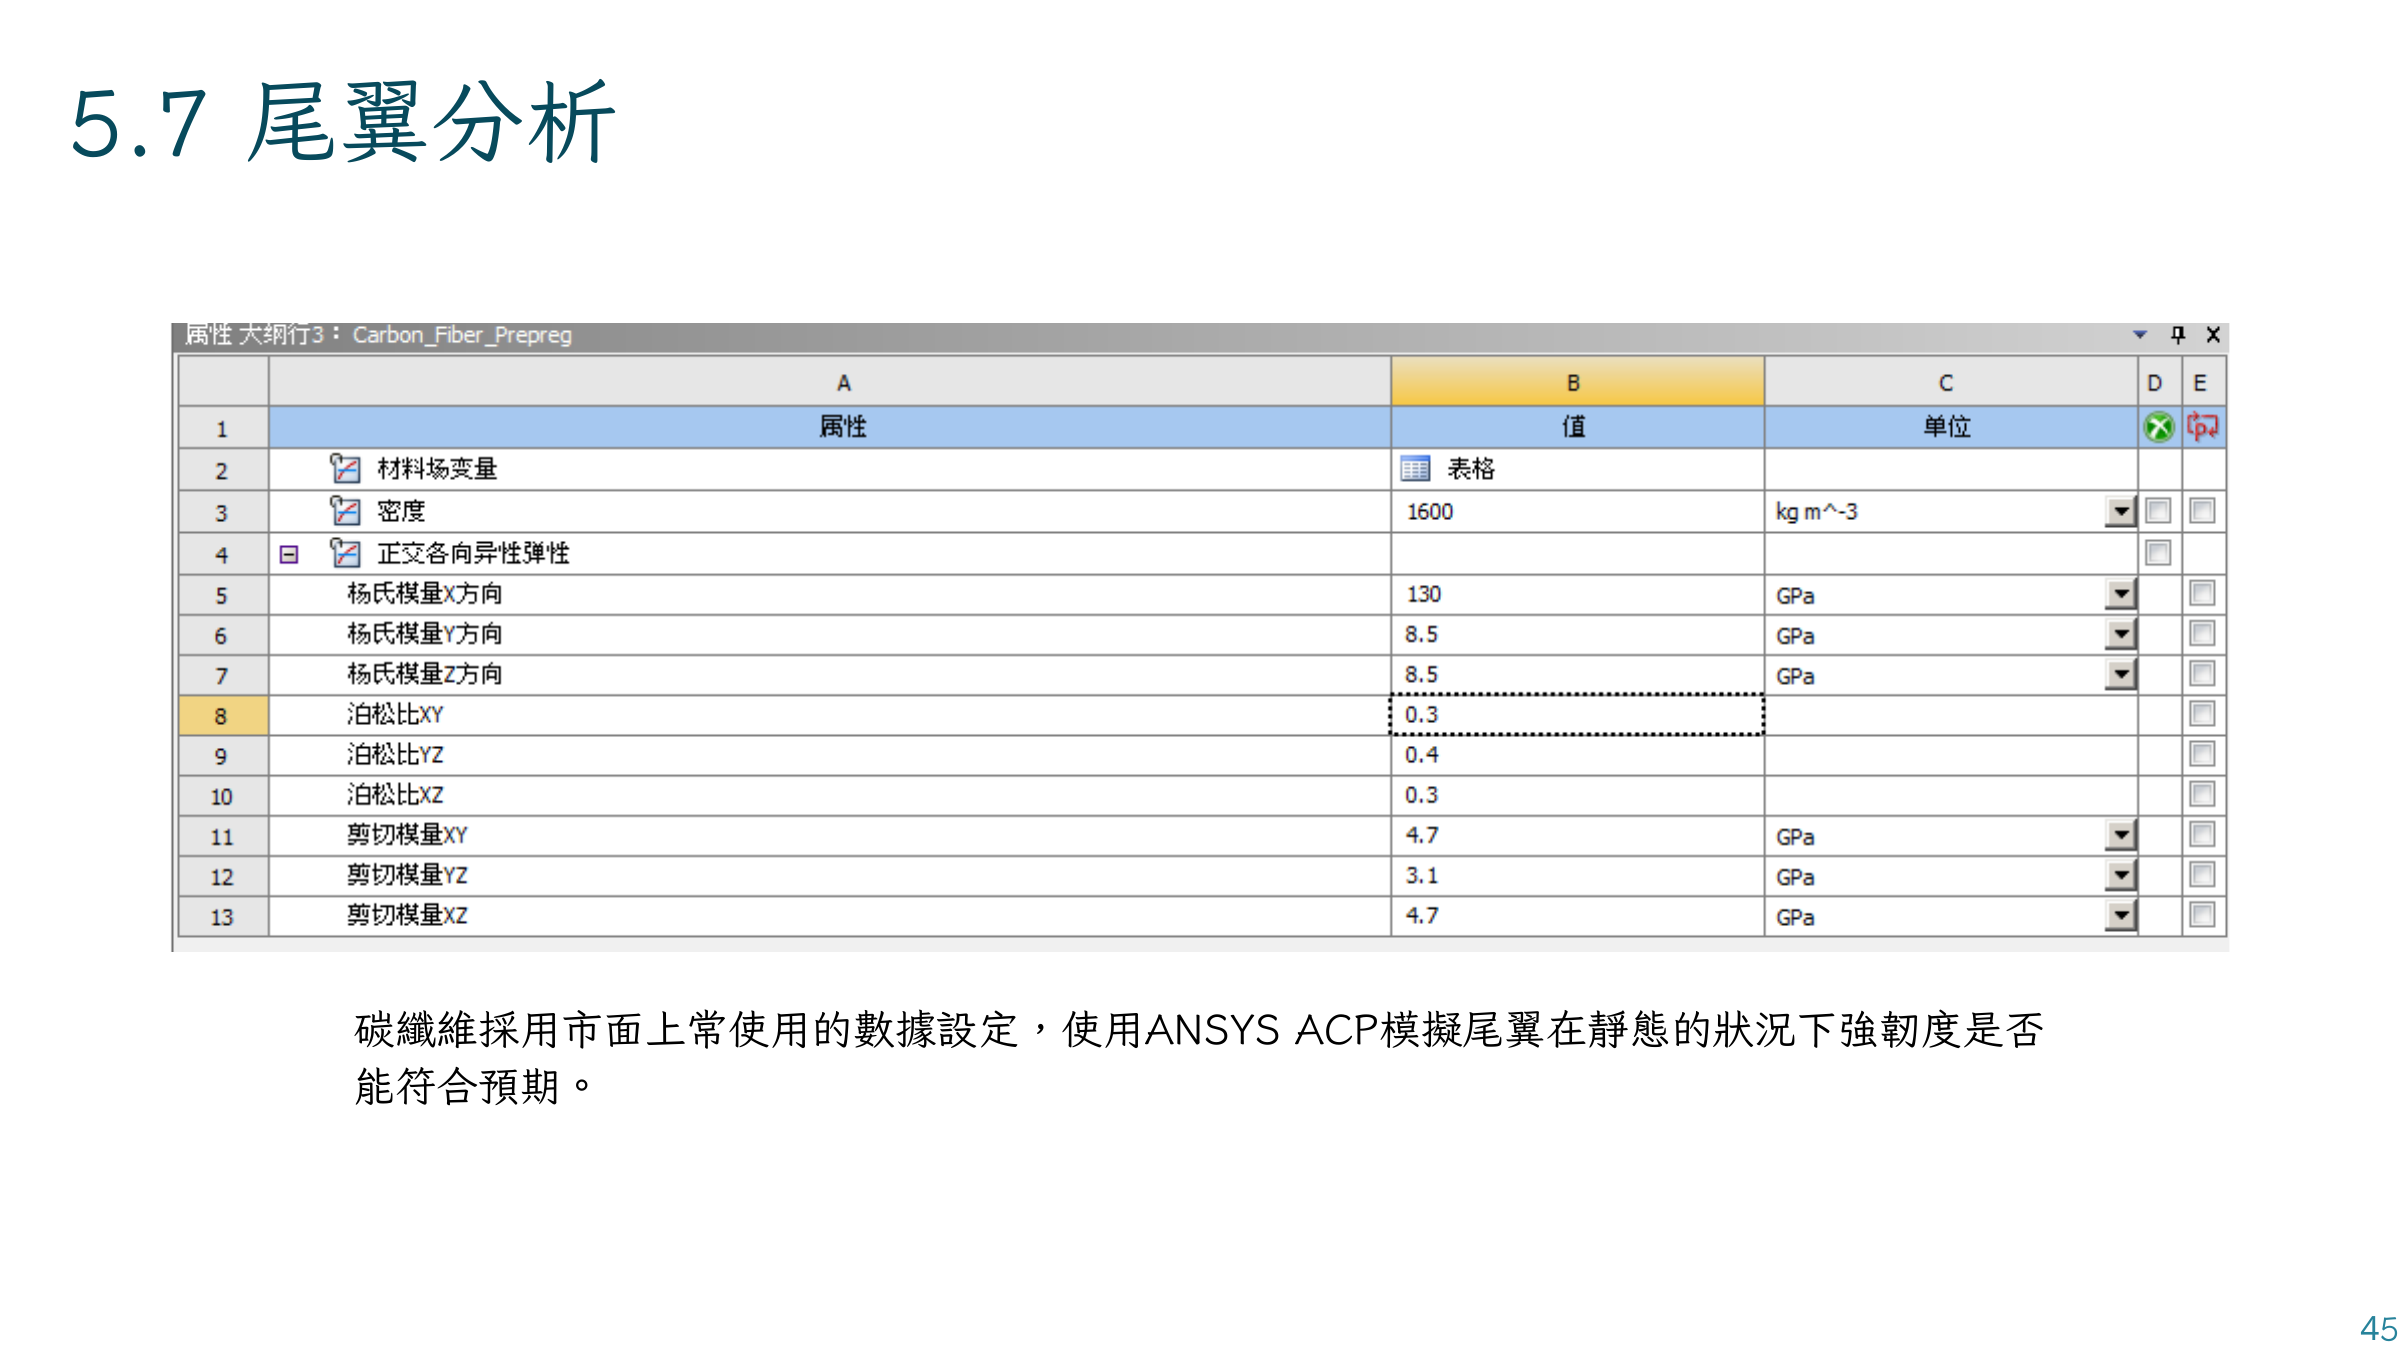 5.7 尾翼分析
属性 大纲行3： Carbon_Fiber_Prepreg
A B C D E
1 属性 值 单位
2 材料场变量 表格
3 密度 1600 kg m^-3
4 正交各向异性弹性
5 杨氏模量X方向 130 GPa
6 杨氏模量Y方向 8.5 GPa
7 杨氏模量Z方向 8.5 GPa
8 泊松比XY 0.3
9 泊松比YZ 0.4
10 泊松比XZ 0.3
11 剪切模量XY 4.7 GPa
12 剪切模量YZ 3.1 GPa
13 剪切模量XZ 4.7 GPa
碳纖維採用市面上常使用的數據設定，使用ANSYS ACP模擬尾翼在靜態的狀況下強韌度是否
能符合預期。
45